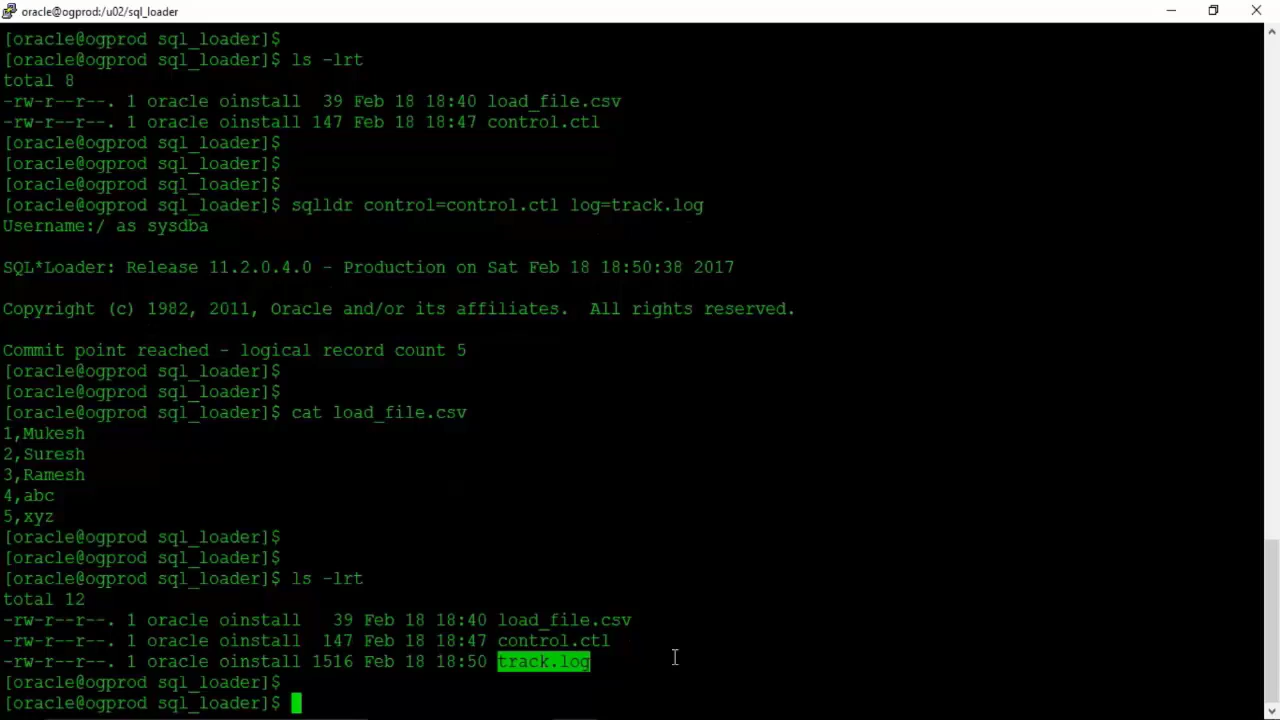 oracle@ogprod:/u02/sql_loader
[oracle@ogprod sql_loader]$
[oracle@ogprod sql_loader]$ ls -lrt
total 8
-rw-r--r--. 1 oracle oinstall  39 Feb 18 18:40 load_file.csv
-rw-r--r--. 1 oracle oinstall 147 Feb 18 18:47 control.ctl
[oracle@ogprod sql_loader]$
[oracle@ogprod sql_loader]$
[oracle@ogprod sql_loader]$
[oracle@ogprod sql_loader]$ sqlldr control=control.ctl log=track.log
Username:/ as sysdba
SQL*Loader: Release 11.2.0.4.0 - Production on Sat Feb 18 18:50:38 2017
Copyright (c) 1982, 2011, Oracle and/or its affiliates.  All rights reserved.
Commit point reached - logical record count 5
[oracle@ogprod sql_loader]$
[oracle@ogprod sql_loader]$
[oracle@ogprod sql_loader]$ cat load_file.csv
1,Mukesh
2,Suresh
3,Ramesh
4,abc
5,xyz
[oracle@ogprod sql_loader]$
[oracle@ogprod sql_loader]$
[oracle@ogprod sql_loader]$ ls -lrt
total 12
-rw-r--r--. 1 oracle oinstall   39 Feb 18 18:40 load_file.csv
-rw-r--r--. 1 oracle oinstall  147 Feb 18 18:47 control.ctl
-rw-r--r--. 1 oracle oinstall 1516 Feb 18 18:50 track.log
[oracle@ogprod sql_loader]$
[oracle@ogprod sql_loader]$